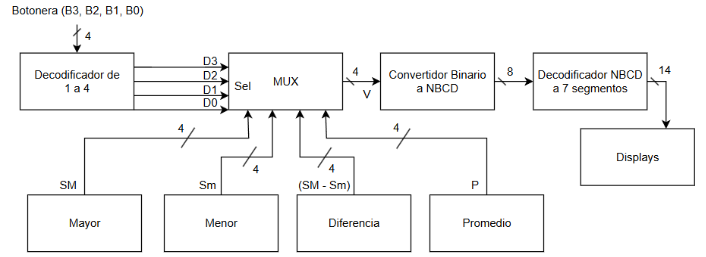 Botonera (B3, B2, B1, B0)
4
Decodificador de
1 a 4
D3
D2
D1
D0
Sel
MUX
4
V
Convertidor Binario
a NBCD
8
Decodificador NBCD
a 7 segmentos
14
Displays
4
4
4
4
SM
Sm
(SM - Sm)
P
Mayor
Menor
Diferencia
Promedio